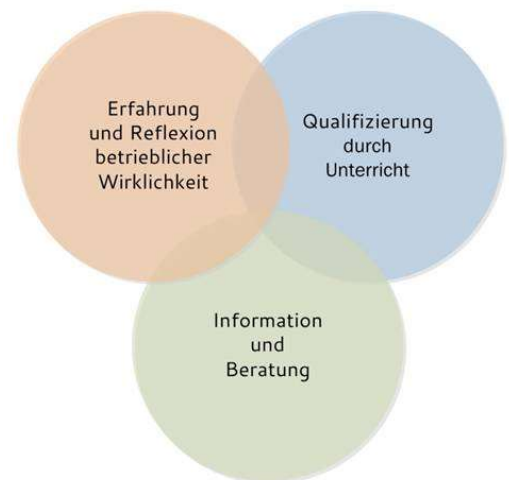 Erfahrung
und Reflexion
betrieblicher
Wirklichkeit
Qualifizierung
durch
Unterricht
Information
und
Beratung